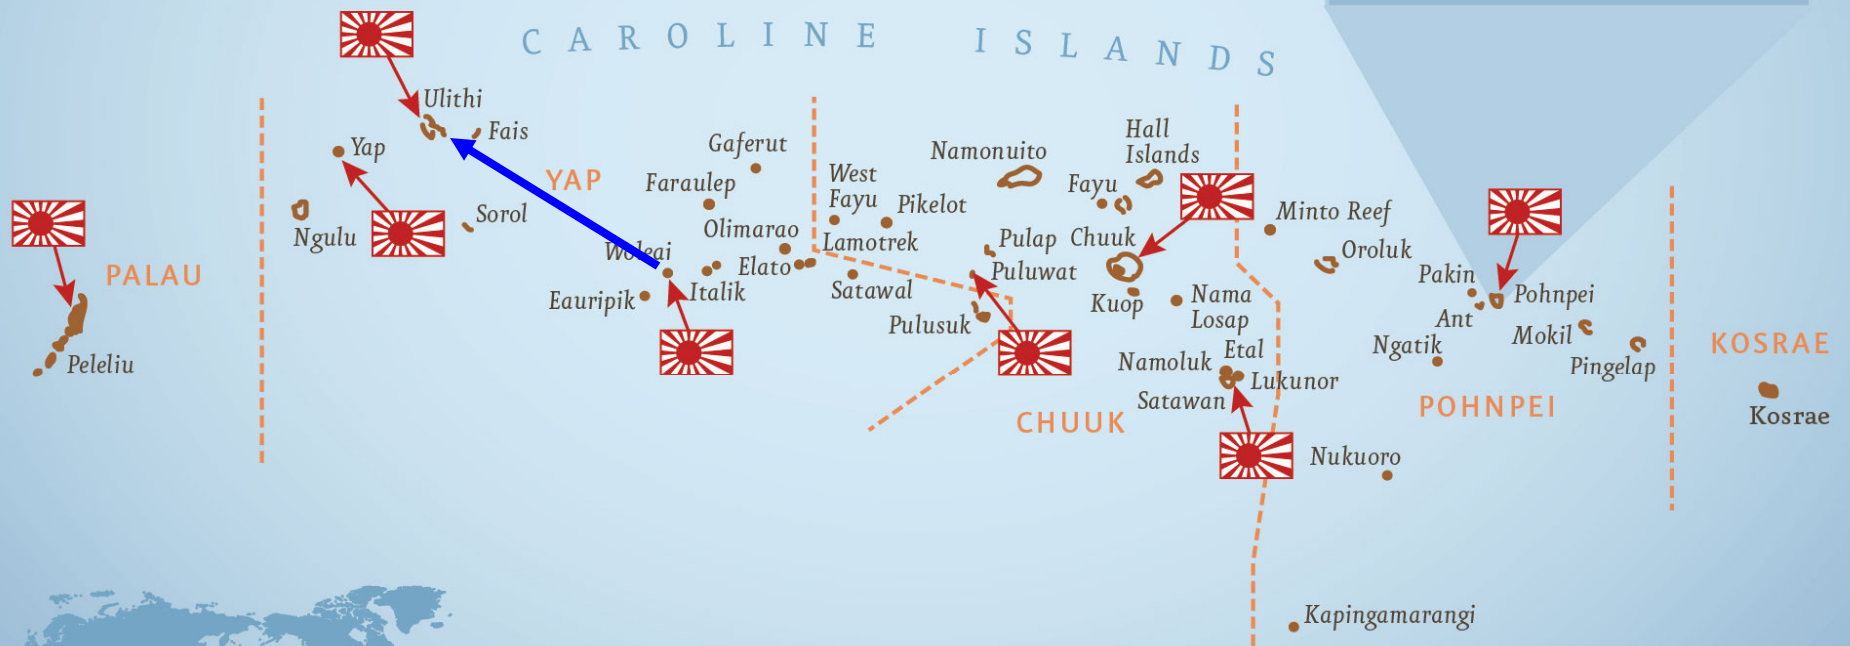 CAROLINE ISLANDS
Ulithi
Fais
Yap
YAP
Ngulu
Sorol
PALAU
Peleliu
Gaferut
Faraulep
Olimarao
Woleai
Elato
Italik
Eauripik
West
Fayu
Pikelot
Lamotrek
Satawal
Namonuito
Hall
Islands
Fayu
Pulap
Chuuk
Puluwat
Kuop
Pulusuk
Nama
Losap
Etal
Namoluk
Lukunor
Satawan
CHUUK
Minto Reef
Oroluk
Pakin
Pohnpei
Ant
Mokil
Ngatik
Pingelap
POHNPEI
Nukuoro
Kapingamarangi
KOSRAE
Kosrae